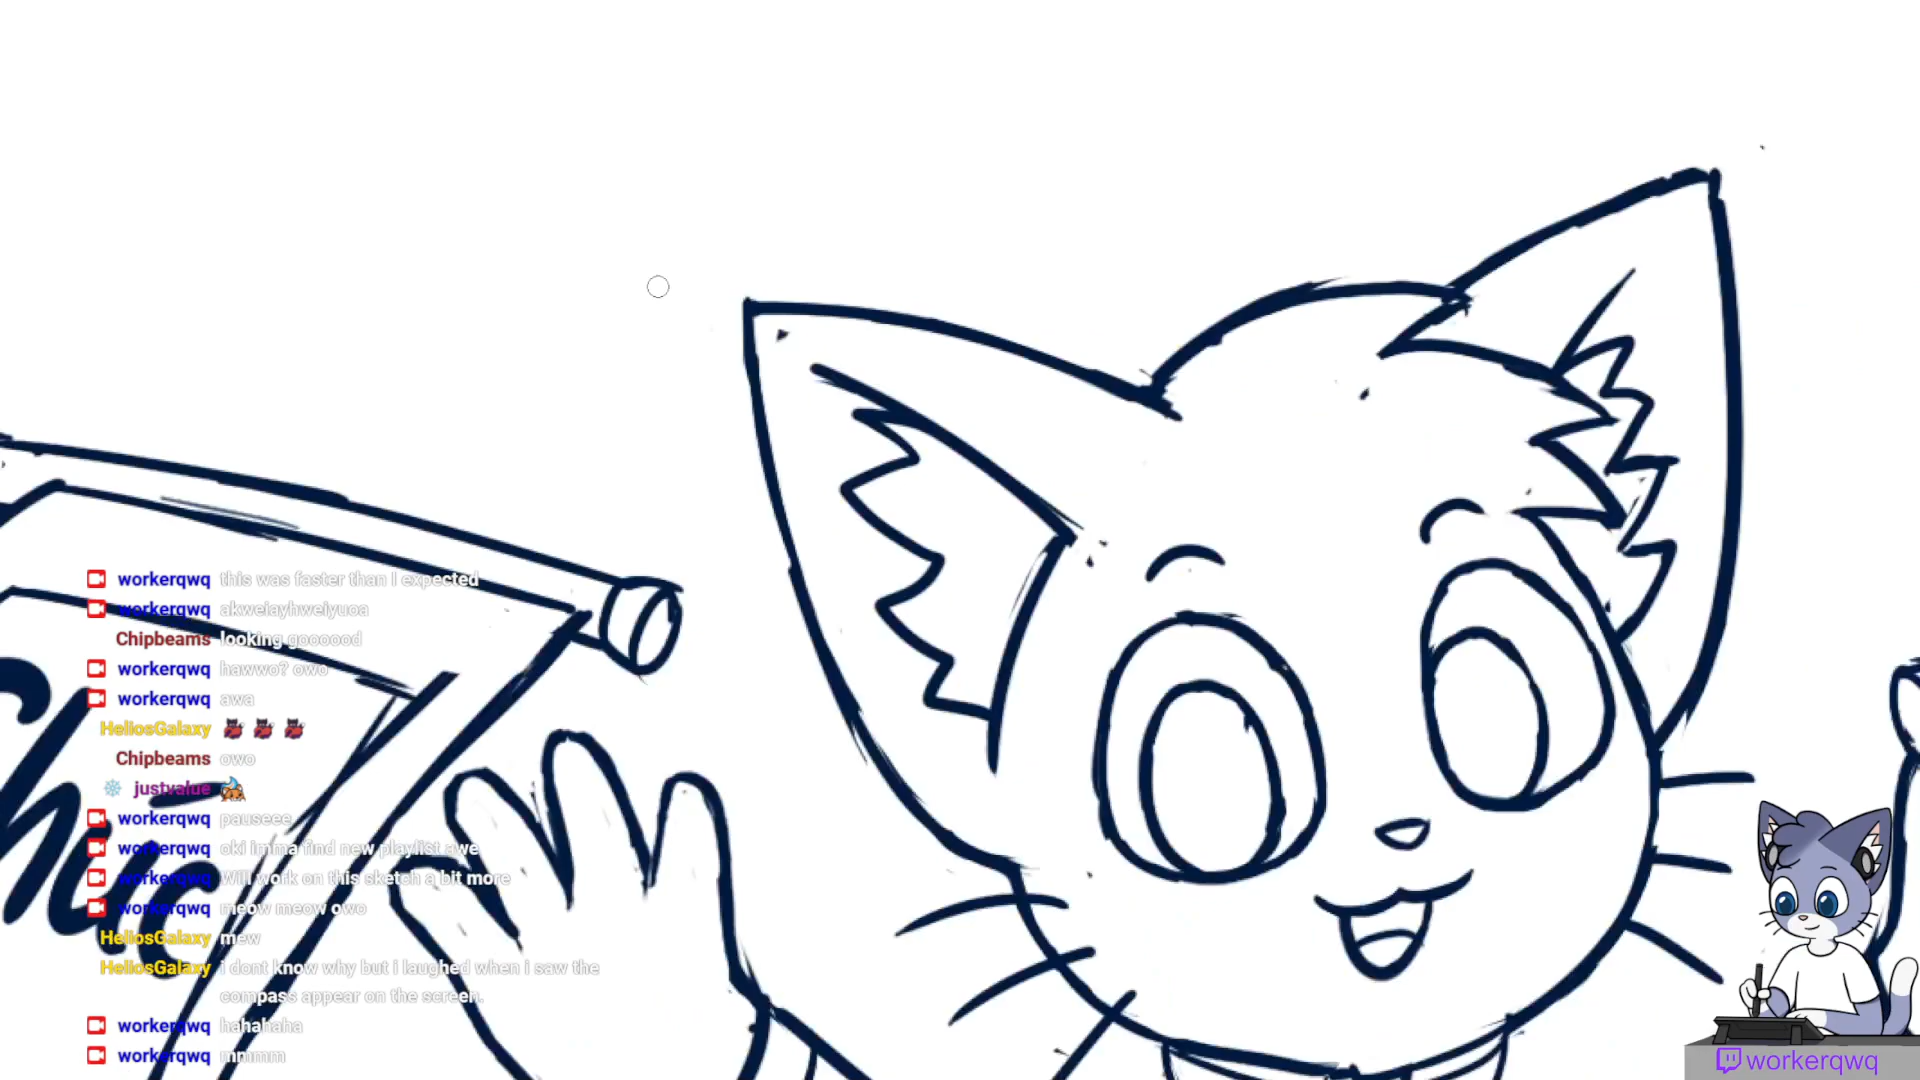 workerqwq this was faster than I expected
workerqwq akweiayhweiyuoa
Chipbeams looking goooood
workerqwq hawwo? owo
workerqwq awa
HeliosGalaxy
Chipbeams owo
justvalue
workerqwq pauseee
workerqwq oki imma find new playlist awe
workerqwq Will work on this sketch a bit more
workerqwq meow meow owo
HeliosGalaxy mew
HeliosGalaxy i dont know why but i laughed when i saw the
compass appear on the screen.
workerqwq hahahaha
workerqwq mmmm
workerqwq